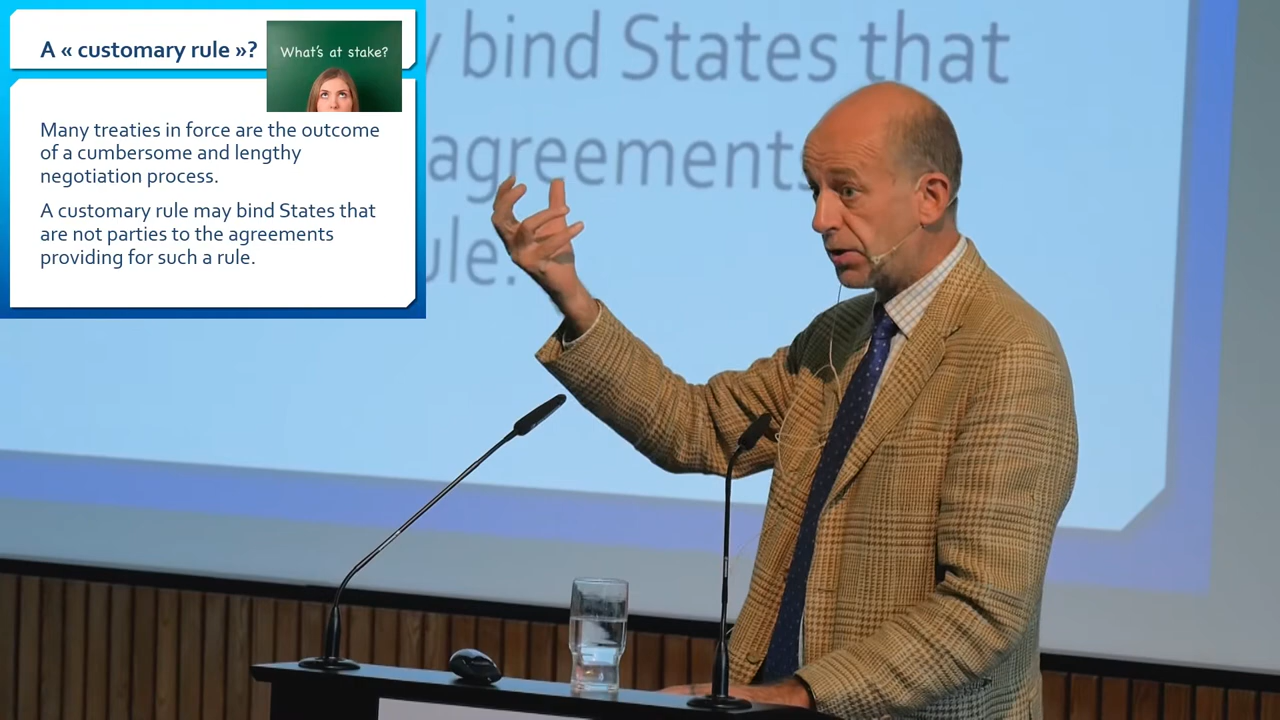 A « customary rule »?
What's at stake?
Many treaties in force are the outcome
of a cumbersome and lengthy
negotiation process.
A customary rule may bind States that
are not parties to the agreements
providing for such a rule.
bind States that
agreements